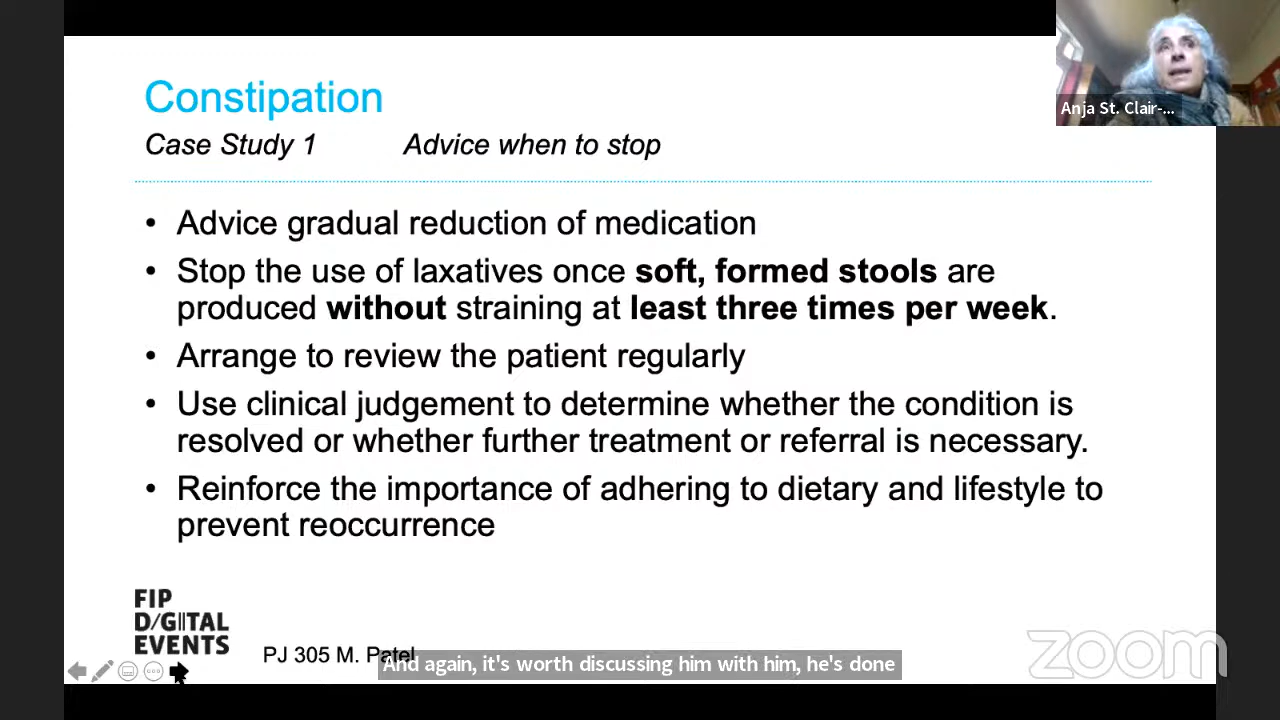 Constipation
Case Study 1 Advice when to stop
Anja St. Clair-...
• Advice gradual reduction of medication
• Stop the use of laxatives once soft, formed stools are
produced without straining at least three times per week.
• Arrange to review the patient regularly
• Use clinical judgement to determine whether the condition is
resolved or whether further treatment or referral is necessary.
• Reinforce the importance of adhering to dietary and lifestyle to
prevent reoccurrence
FIP
D/GIITAL
EVENTS
PJ 305 M. Patel
And again, it's worth discussing him with him, he's done
zoom